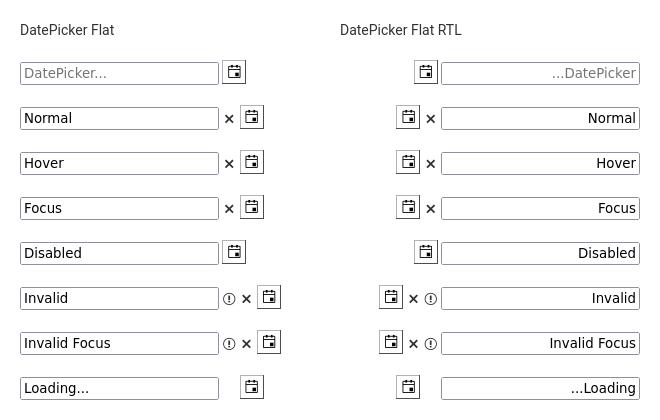 DatePicker Flat
DatePicker...
Normal
Hover
Focus
Disabled
Invalid
Invalid Focus
Loading...
DatePicker Flat RTL
...DatePicker
Normal
Hover
Focus
Disabled
Invalid
Invalid Focus
...Loading